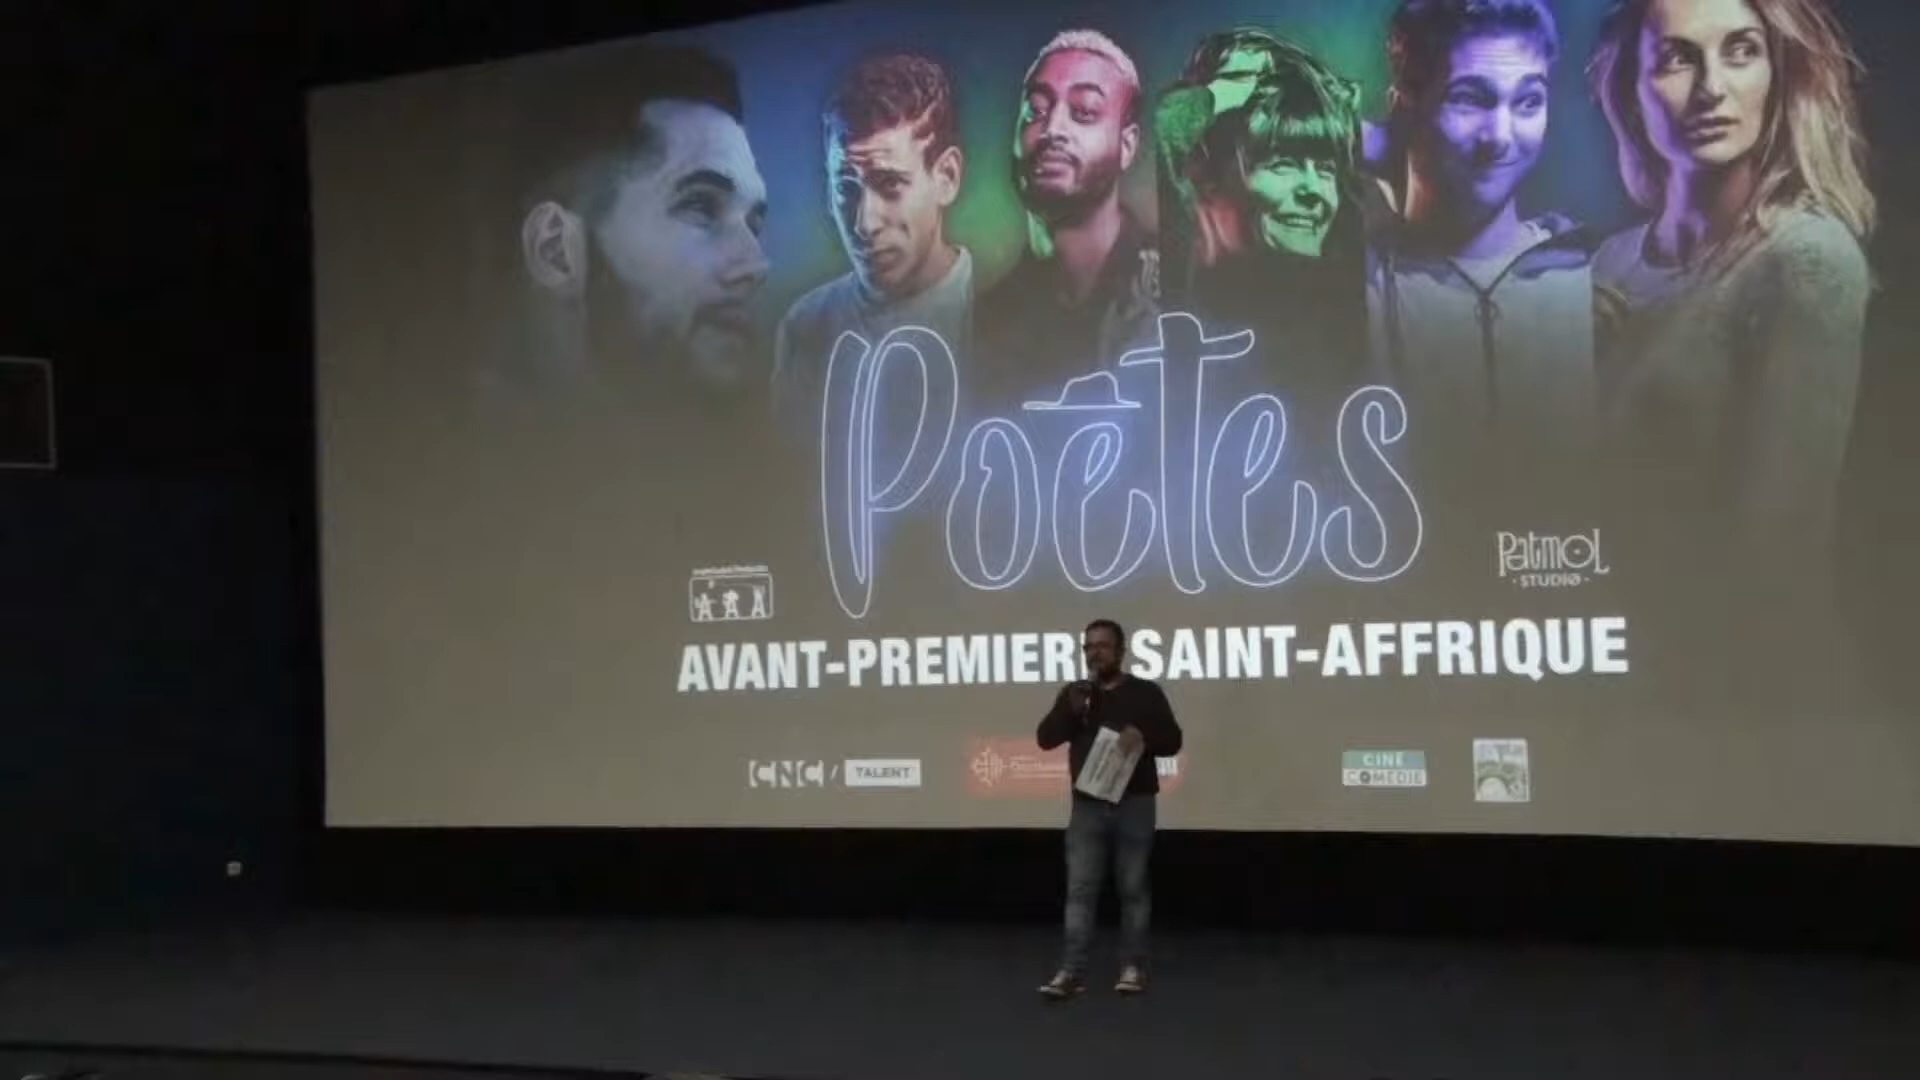 Poètes
PatmoL
·STUDIO·
AVANT-PREMIERE SAINT-AFFRIQUE
CNC/ TALENT
CINE
COMEDIE